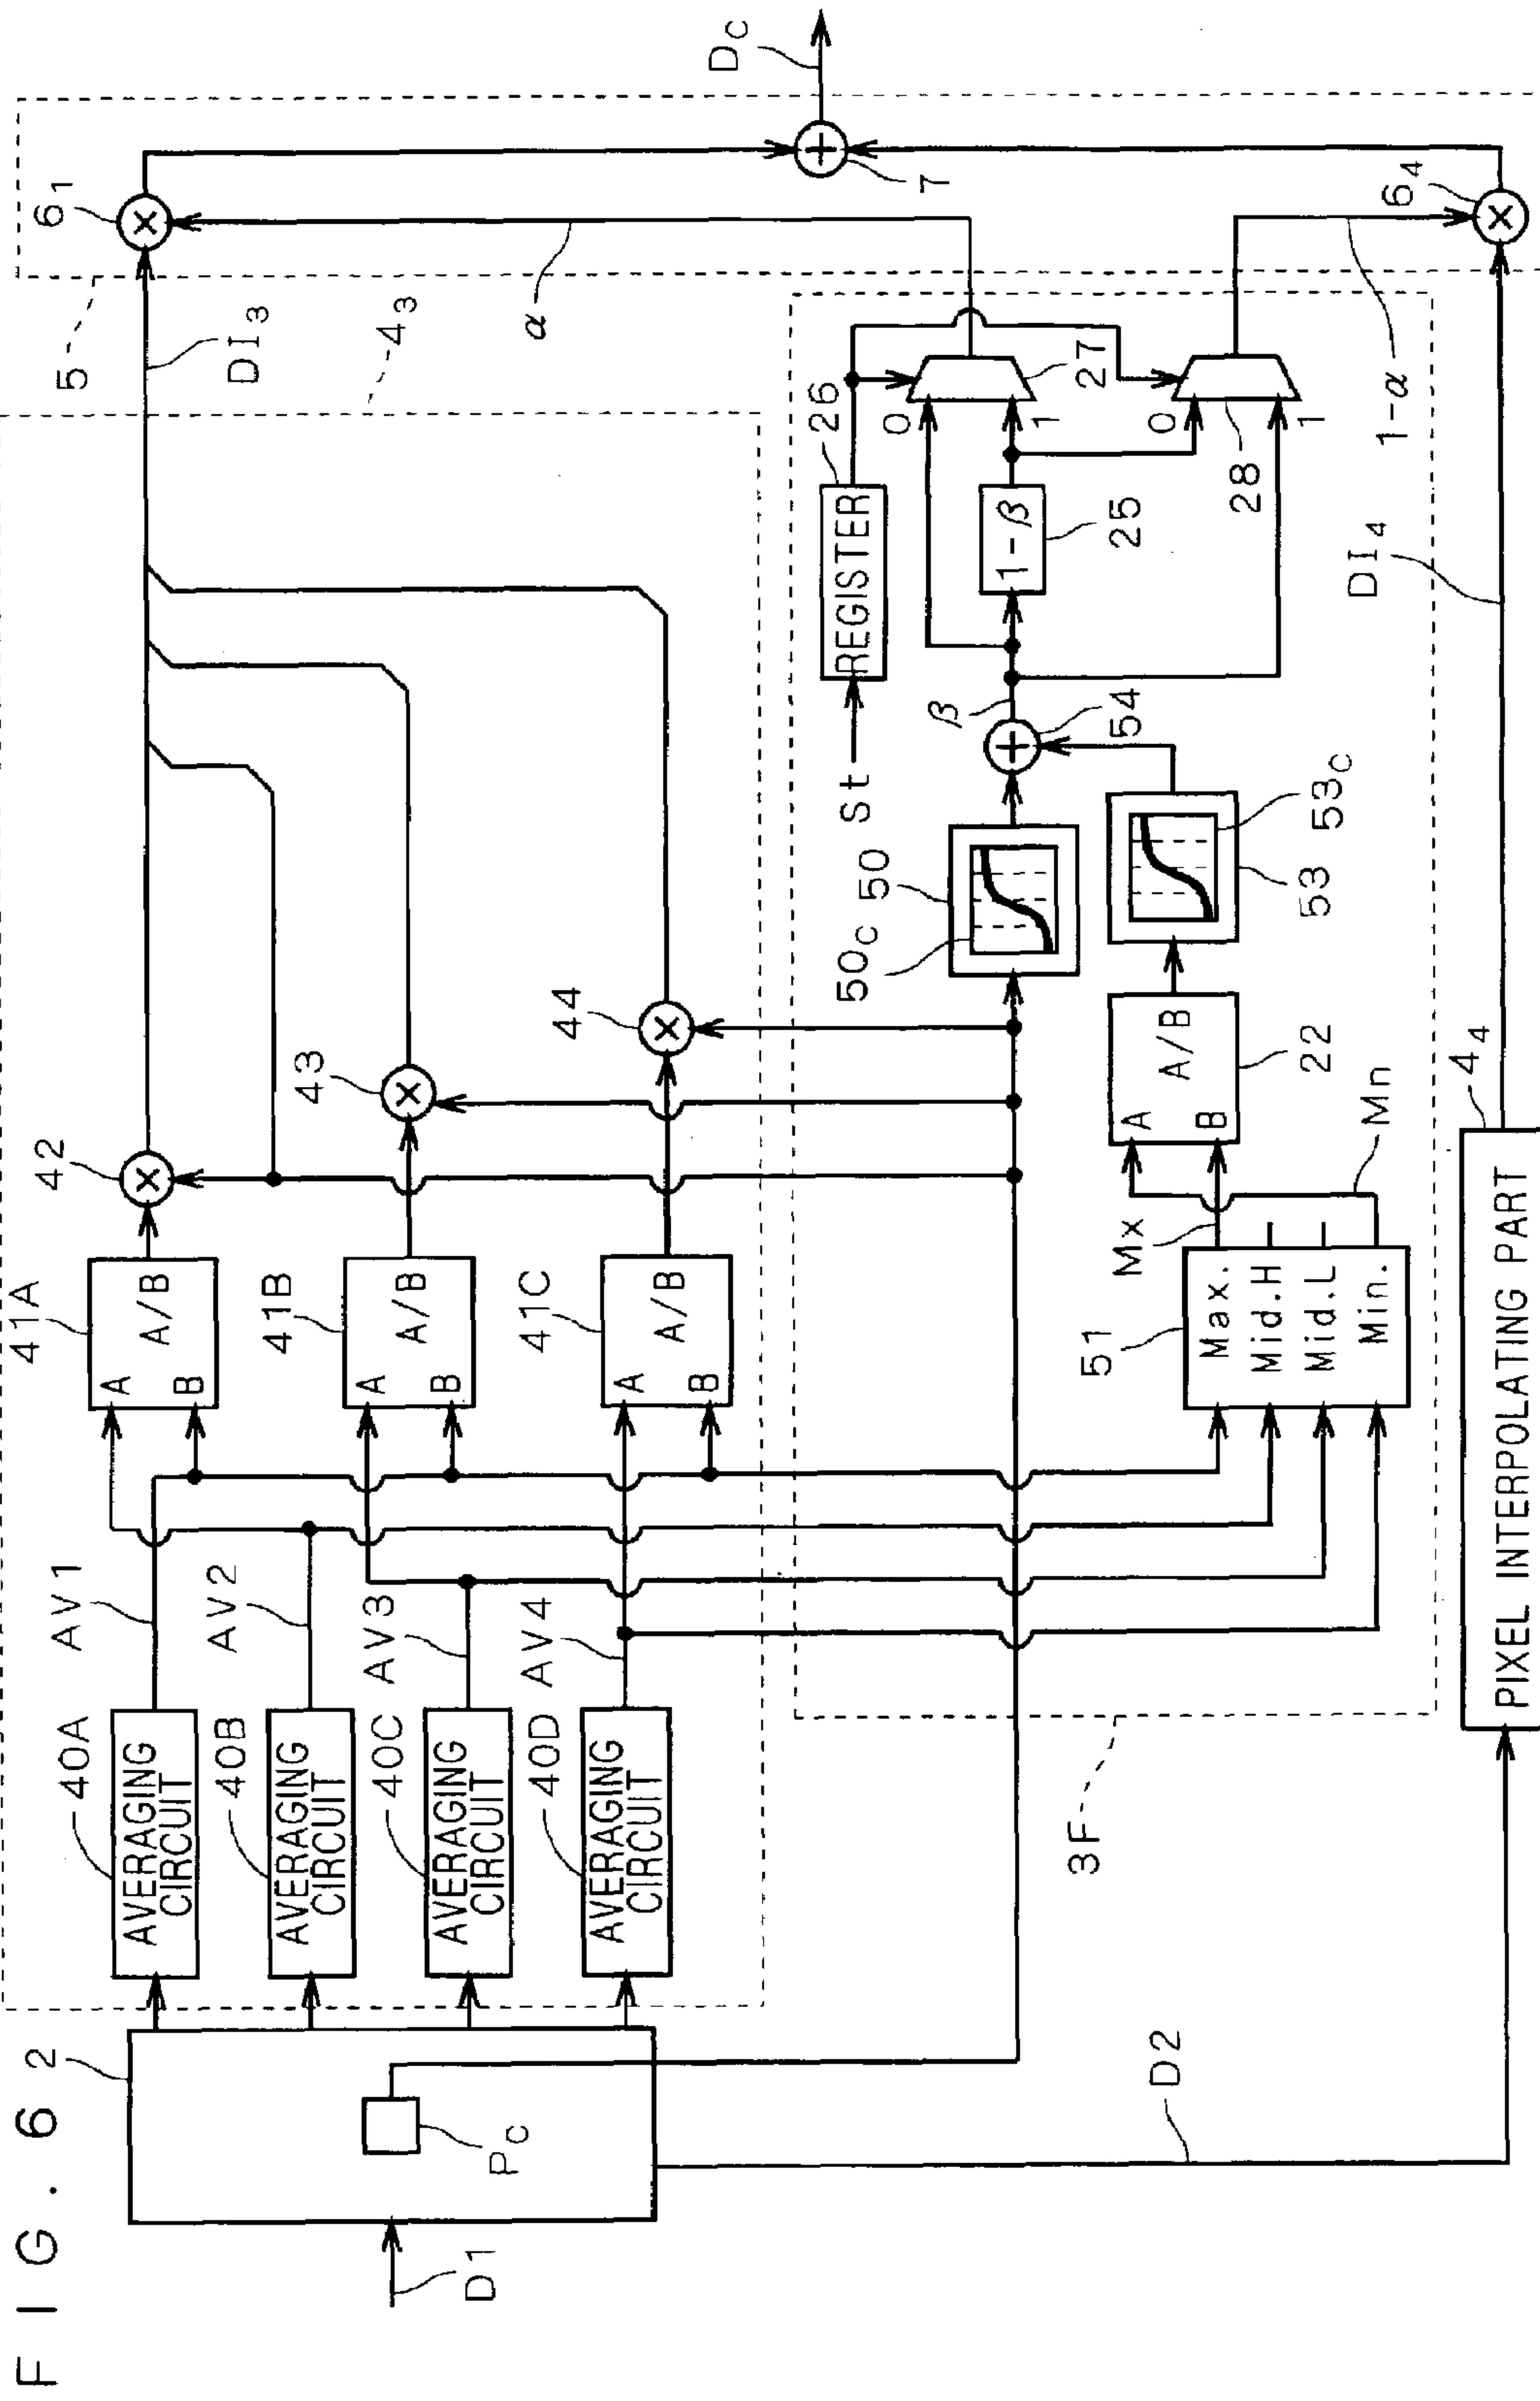 FIG. 6
D1
2
PC
D2
40A
AVERAGING
CIRCUIT
40B
AVERAGING
CIRCUIT
40C
AVERAGING
CIRCUIT
40D
AVERAGING
CIRCUIT
AV1
AV2
AV3
AV4
41A
A
B
A/B
41B
A
B
A/B
41C
A
B
A/B
42
43
44
DI3
43
5
61
α
7
DC
64
1-α
3F
51
Max.
Mid.H
Mid.L
Min.
Mx
Mn
A
B
A/B
22
50C
50
53C
53
54
β
1-β
25
St
REGISTER
26
0
1
27
0
1
28
PIXEL INTERPOLATING PART
44
DI4